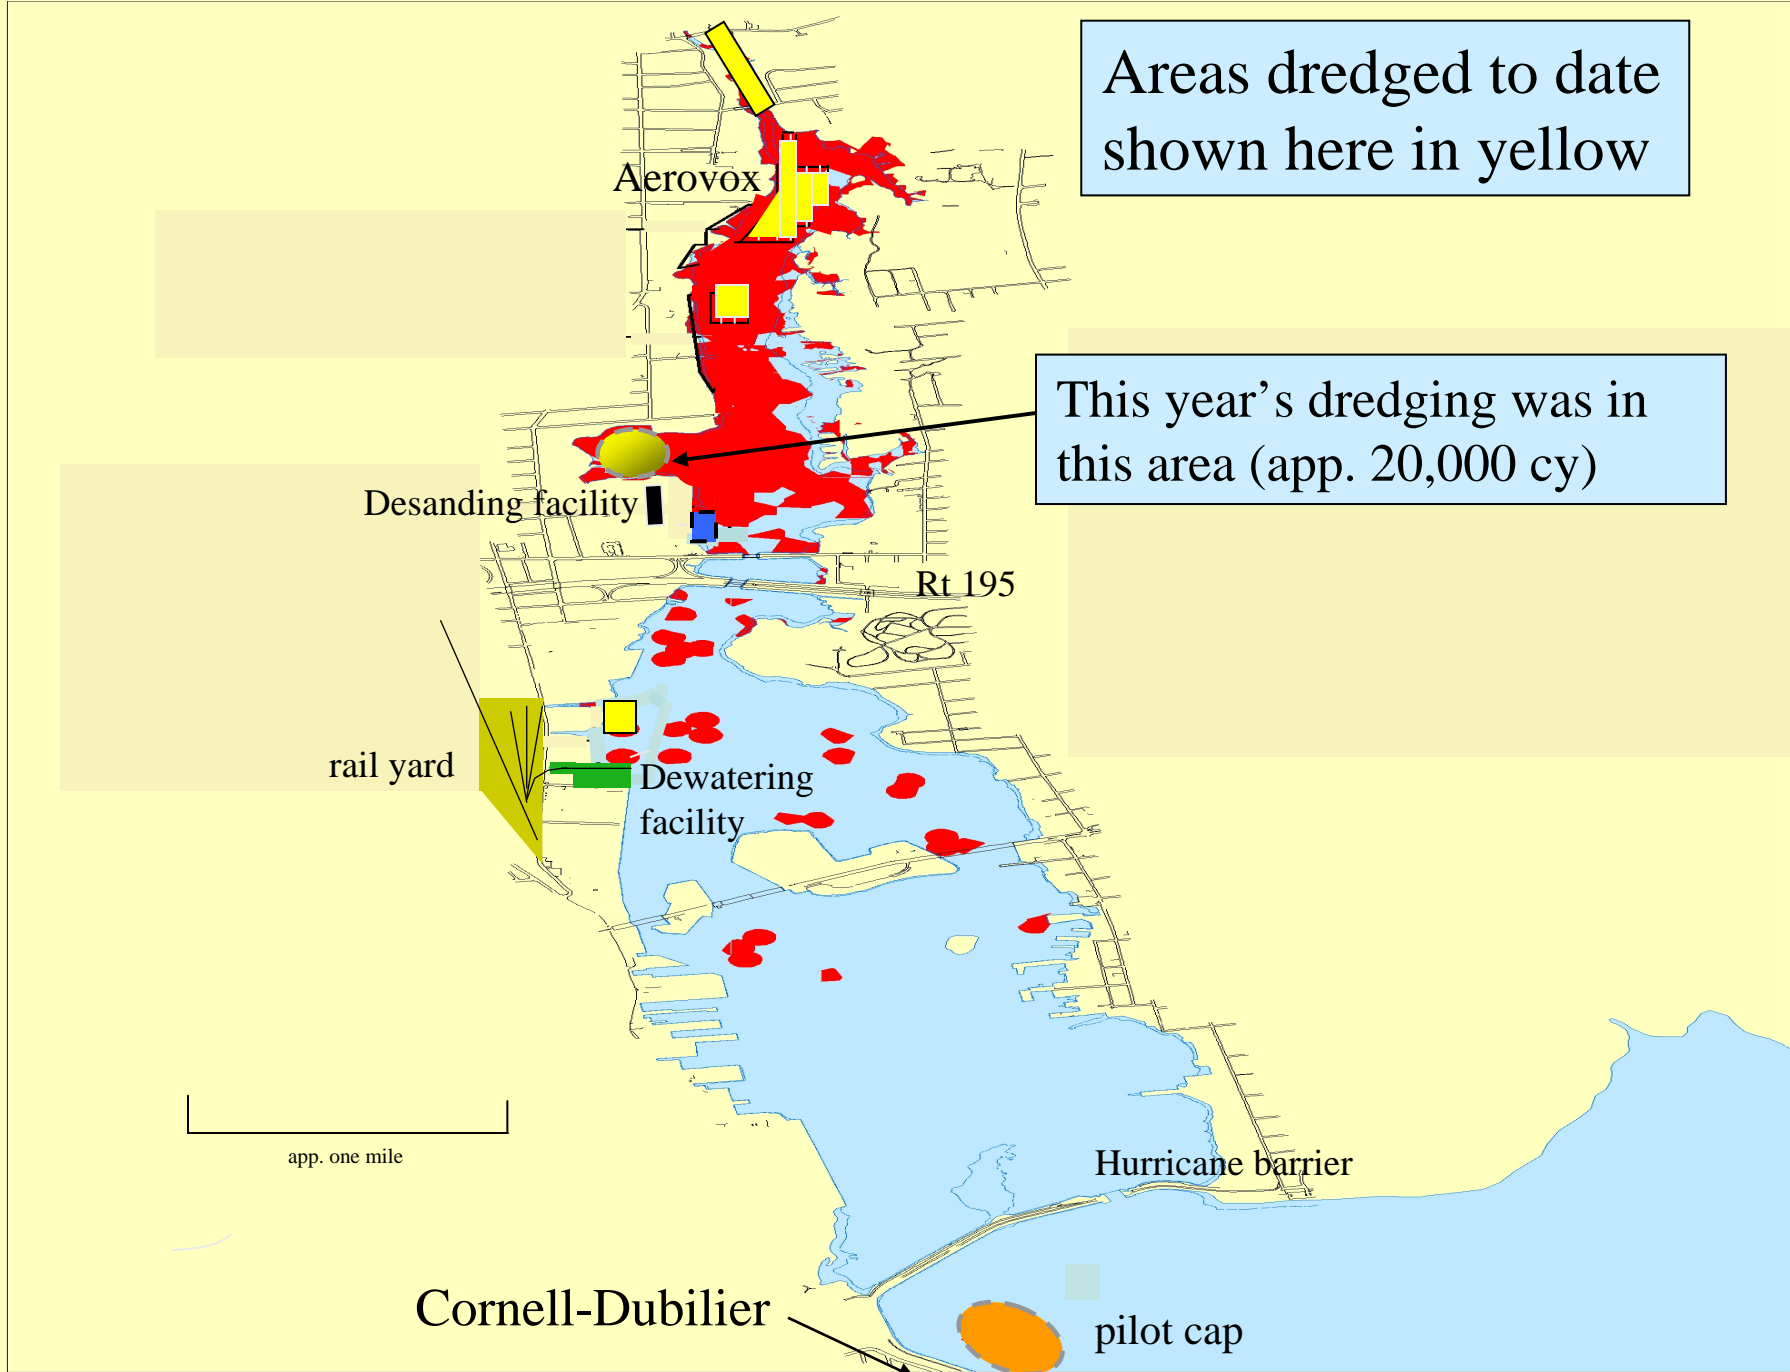 Areas dredged to date
shown here in yellow
Aerovox
This year’s dredging was in
this area (app. 20,000 cy)
Desanding facility
Rt 195
rail yard
Dewatering
facility
app. one mile
Hurricane barrier
Cornell-Dubilier
pilot cap